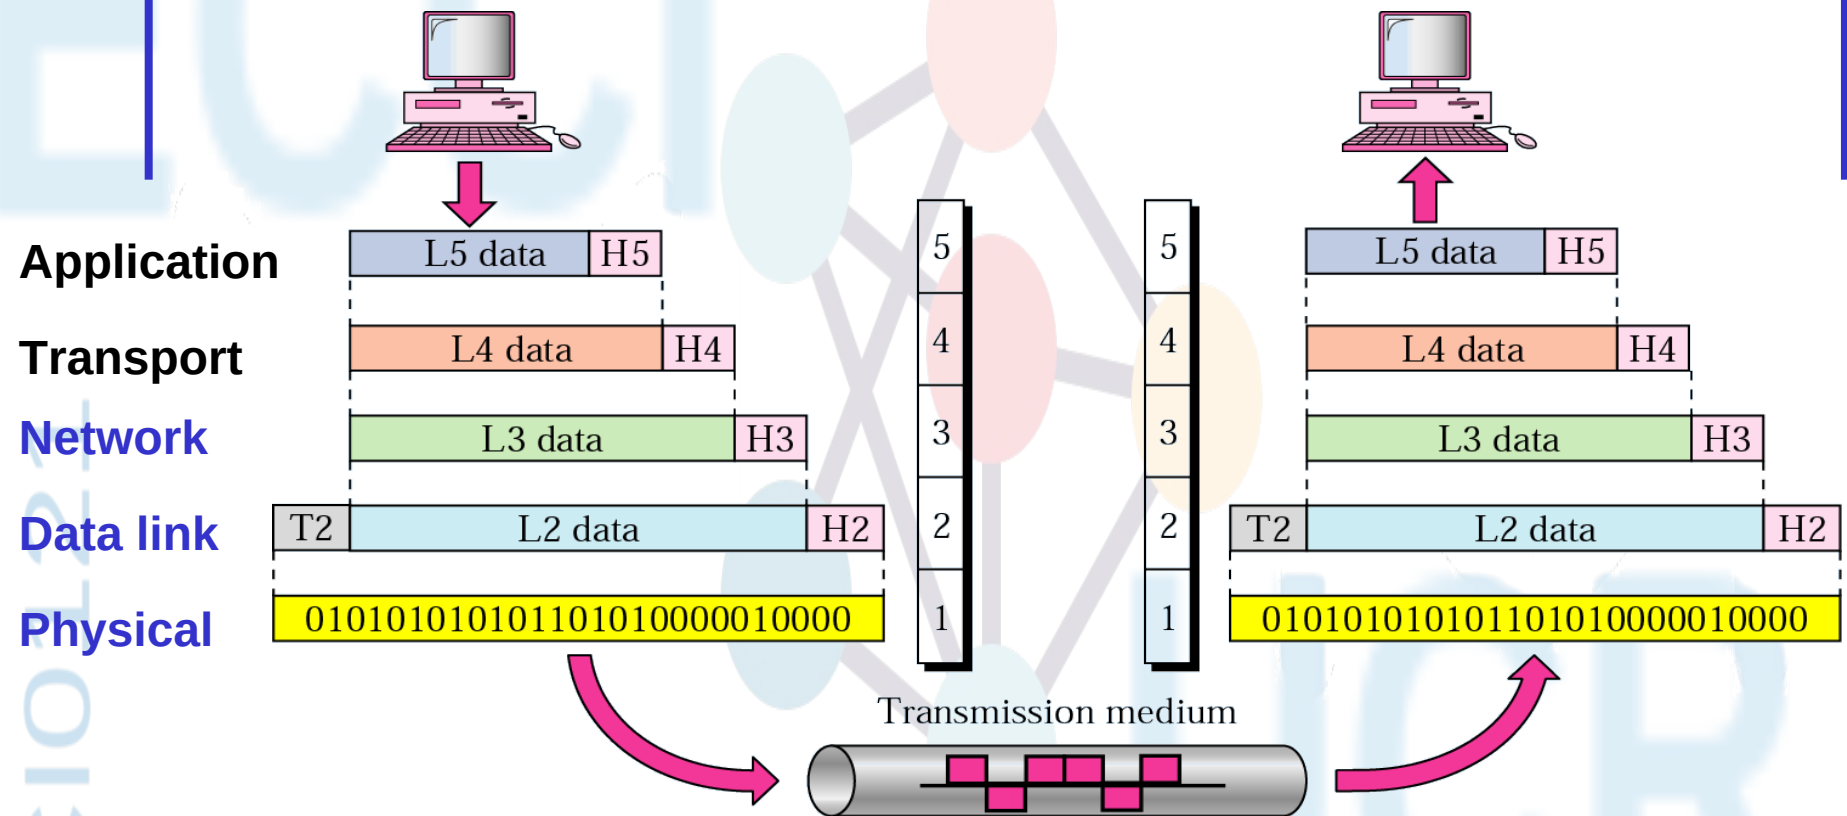 Application
L5 data H5
5
5
L5 data H5
Transport
L4 data H4
4
4
L4 data H4
Network
L3 data H3
3
3
L3 data H3
Data link
T2 L2 data H2
2
2
T2 L2 data H2
Physical
010101010101101010000010000
1
1
010101010101101010000010000
Transmission medium
ECCI
UCR